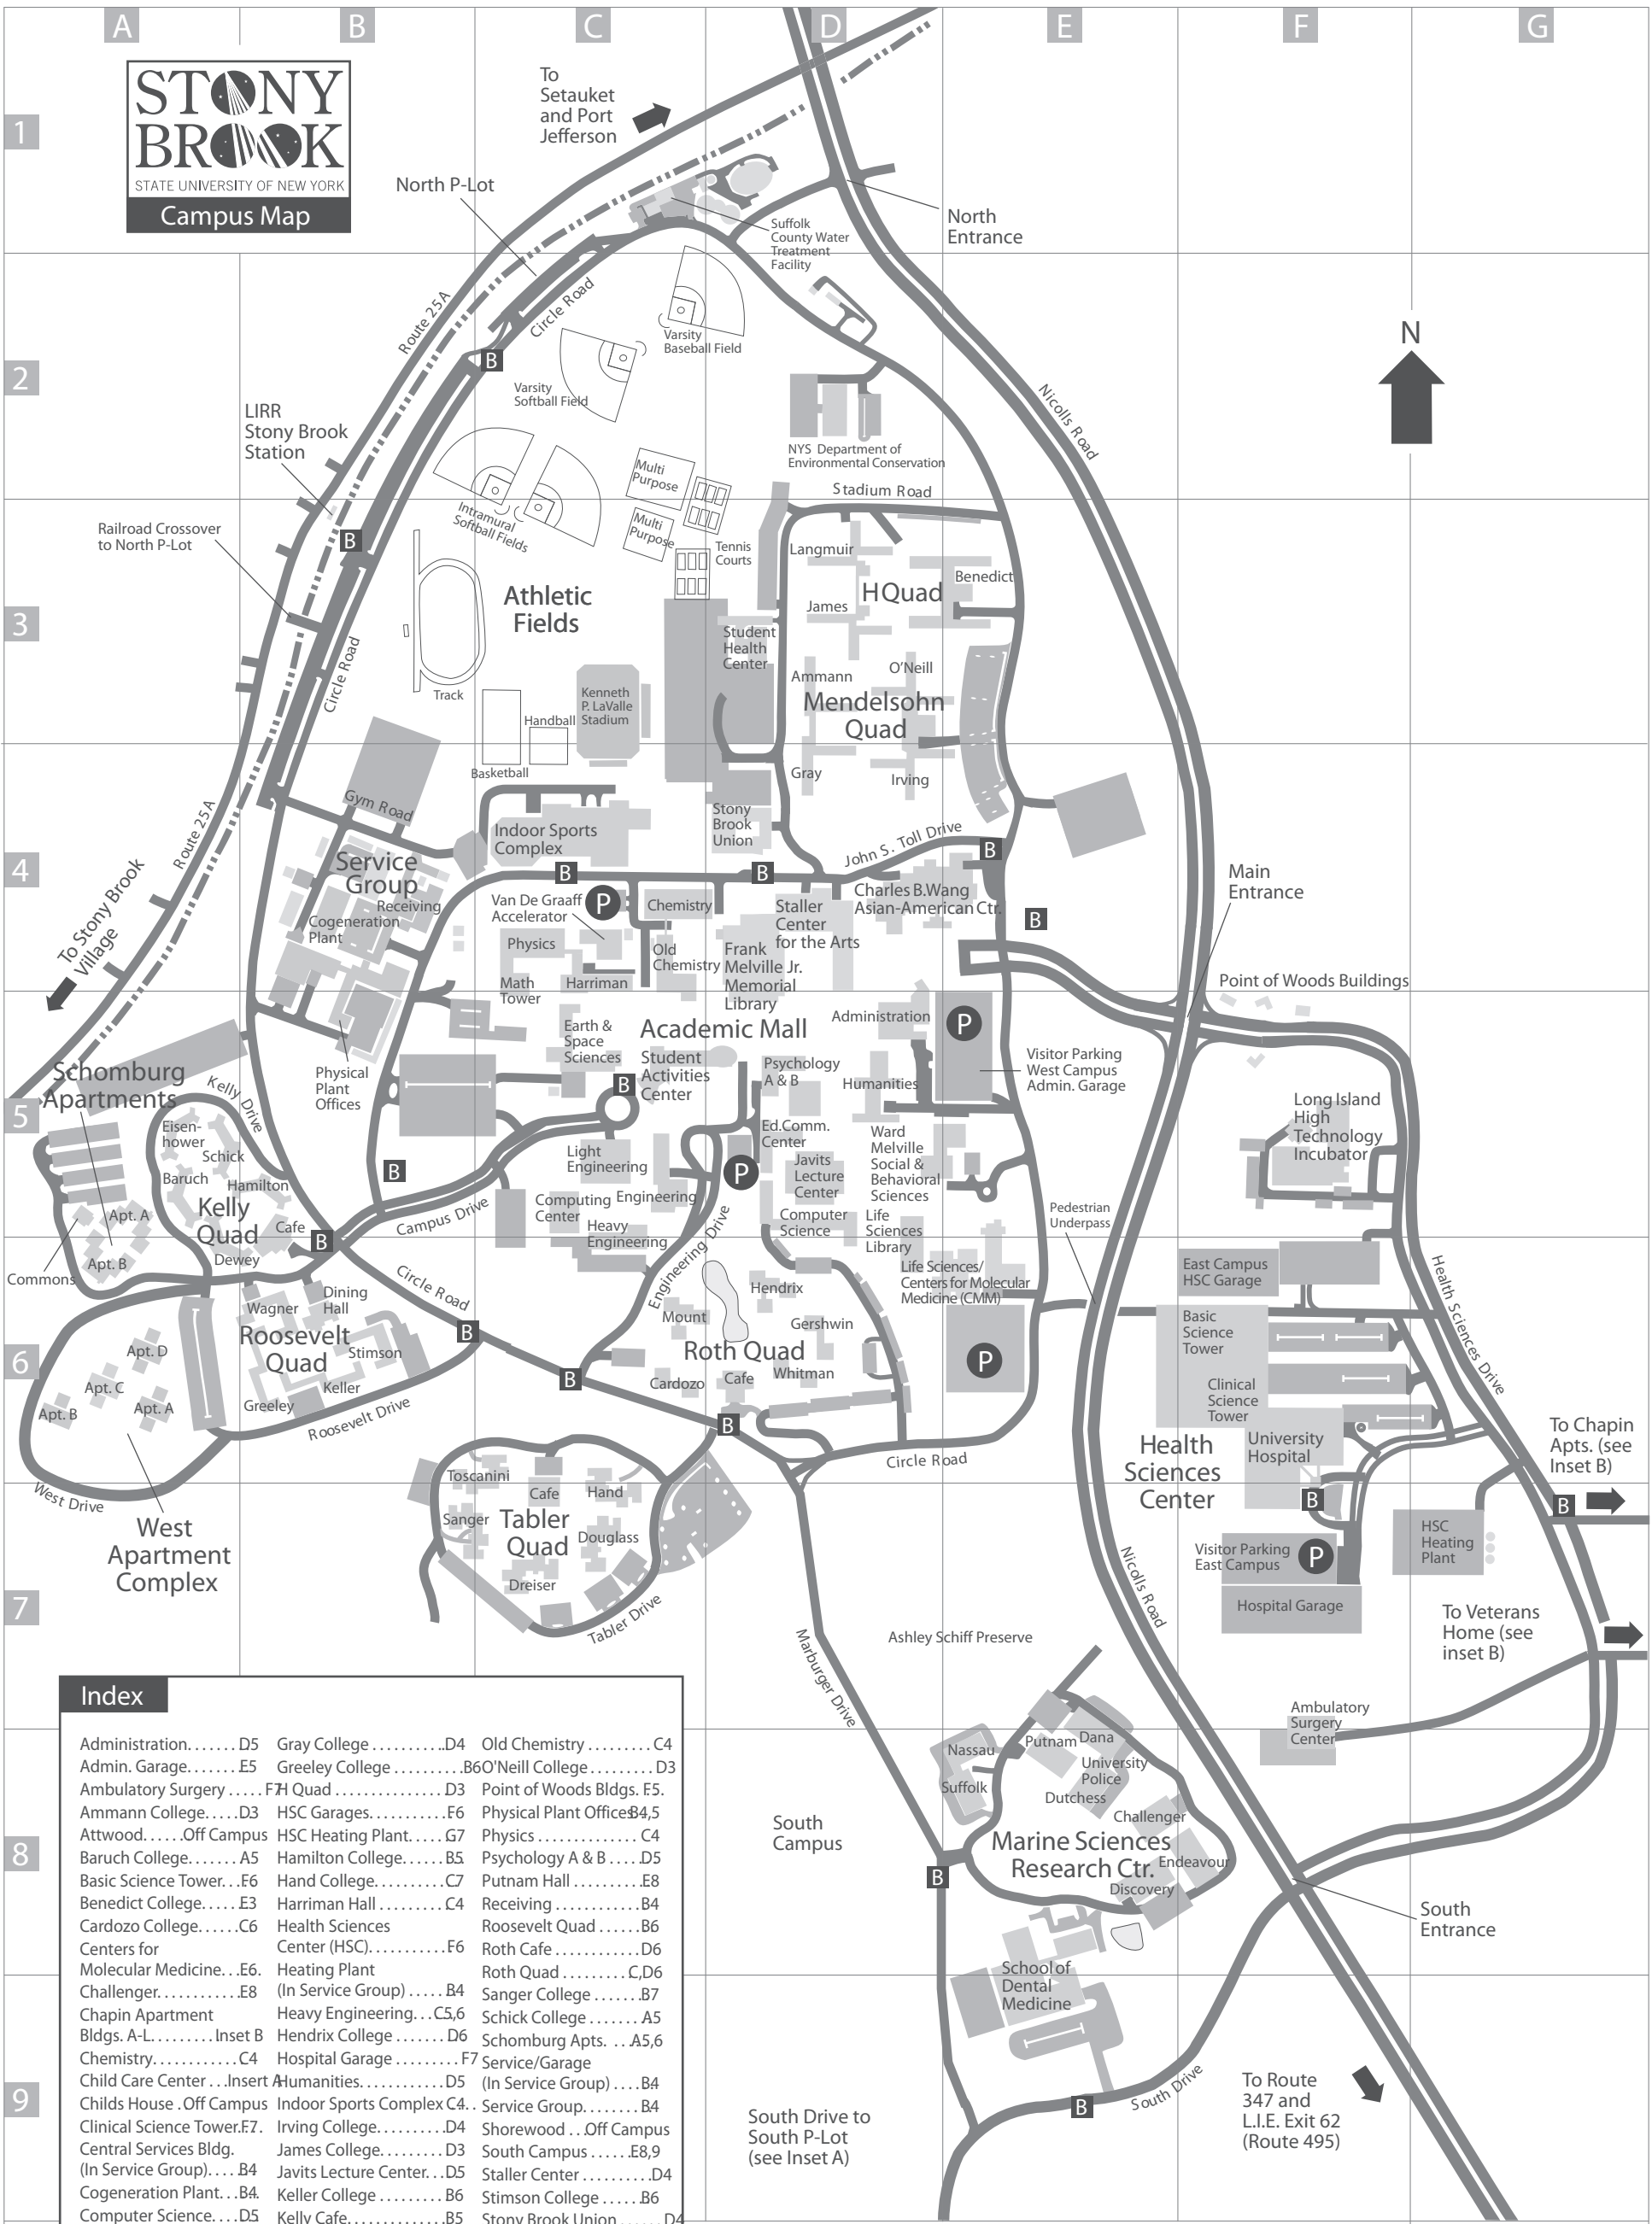 A
B
C
D
E
F
G
1
2
3
4
5
6
7
8
9
STONY
BROOK
STATE UNIVERSITY OF NEW YORK
Campus Map
To
Setauket
and Port
Jefferson
North P-Lot
North
Entrance
Suffolk
County Water
Treatment
Facility
Route 25A
Circle Road
Varsity
Baseball Field
B
Varsity
Softball Field
N
Nicolls Road
LIRR
Stony Brook
Station
NYS Department of
Environmental Conservation
Multi
Purpose
Stadium Road
Intramural
Softball Fields
Multi
Purpose
Railroad Crossover
to North P-Lot
B
Tennis
Courts
Langmuir
Benedict
H Quad
James
Athletic
Fields
Student
Health
Center
Circle Road
Track
Kenneth
P. LaValle
Stadium
Handball
Basketball
O'Neill
Ammann
Mendelsohn
Quad
Gray
Irving
Gym Road
Route 25A
Indoor Sports
Complex
Stony
Brook
Union
John S. Toll Drive
B
Service
Group
Receiving
Cogeneration
Plant
B
B
Van De Graaff
Accelerator
P
Chemistry
Staller
Center
for the Arts
Charles B.Wang
Asian-American Ctr.
B
Main
Entrance
To Stony Brook
Village
Physics
Old
Chemistry
Frank
Melville Jr.
Memorial
Library
Math
Tower
Harriman
Point of Woods Buildings
Academic Mall
Administration
P
Earth &
Space
Sciences
Student
Activities
Center
B
Psychology
A & B
Humanities
Visitor Parking
West Campus
Admin. Garage
Physical
Plant
Offices
Schomburg
Apartments
Kelly Drive
Eisen-
hower
Schick
Baruch
Hamilton
Kelly
Quad
Cafe
Dewey
Apt. A
Apt. B
Commons
B
B
Campus Drive
Light
Engineering
Ed.Comm.
Center
P
Javits
Lecture
Center
Ward
Melville
Social &
Behavioral
Sciences
Computing
Center
Engineering
Heavy
Engineering
Computer
Science
Life
Sciences
Library
Pedestrian
Underpass
Long Island
High
Technology
Incubator
Engineering Drive
Life Sciences/
Centers for Molecular
Medicine (CMM)
East Campus
HSC Garage
Health Sciences Drive
Circle Road
Wagner
Dining
Hall
Roosevelt
Quad
Stimson
Keller
Greeley
Roosevelt Drive
B
B
B
Hendrix
Mount
Gershwin
Roth Quad
Cardozo
Cafe
Whitman
P
Basic
Science
Tower
Clinical
Science
Tower
University
Hospital
Health
Sciences
Center
To Chapin
Apts. (see
Inset B)
Apt. D
Apt. C
Apt. B
Apt. A
West Drive
West
Apartment
Complex
Circle Road
Toscanini
Cafe
Hand
Sanger
Tabler
Quad
Douglass
Dreiser
Tabler Drive
B
B
HSC
Heating
Plant
Visitor Parking
East Campus
P
Hospital Garage
Nicolls Road
To Veterans
Home (see
inset B)
Ashley Schiff Preserve
Marburger Drive
Ambulatory
Surgery
Center
Nassau
Suffolk
Putnam
Dana
University
Police
Dutchess
Challenger
Marine Sciences
Research Ctr.
Endeavour
Discovery
South
Campus
B
South
Entrance
School of
Dental
Medicine
South Drive
B
South Drive to
South P-Lot
(see Inset A)
To Route
347 and
L.I.E. Exit 62
(Route 495)
Index
Administration.......D5
Admin. Garage.......E5
Ambulatory Surgery....F7
Ammann College.....D3
Attwood......Off Campus
Baruch College.......A5
Basic Science Tower...E6
Benedict College......E3
Cardozo College......C6
Centers for
Molecular Medicine...E6.
Challenger............E8
Chapin Apartment
Bldgs. A-L.........Inset B
Chemistry............C4
Child Care Center...Insert A
Childs House .Off Campus
Clinical Science Tower.F7.
Central Services Bldg.
(In Service Group).....B4
Cogeneration Plant...B4.
Computer Science....D5
Gray College..........D4
Greeley College.........B6
H Quad...............D3
HSC Garages..........F6
HSC Heating Plant.....G7
Hamilton College......B5
Hand College..........C7
Harriman Hall.........C4
Health Sciences
Center (HSC)..........F6
Heating Plant
(In Service Group)......B4
Heavy Engineering...C5,6
Hendrix College.......D6
Hospital Garage.........F7
Humanities............D5
Indoor Sports Complex C4..
Irving College.........D4
James College.........D3
Javits Lecture Center...D5
Keller College.........B6
Kelly Cafe.............B5
Old Chemistry.........C4
O'Neill College.........D3
Point of Woods Bldgs. F5.
Physical Plant Offices B4,5
Physics.............C4
Psychology A & B.....D5
Putnam Hall..........E8
Receiving...........B4
Roosevelt Quad......B6
Roth Cafe............D6
Roth Quad........C,D6
Sanger College.......B7
Schick College........A5
Schomburg Apts. ...A5,6
Service/Garage
(In Service Group)....B4
Service Group........B4
Shorewood...Off Campus
South Campus......E8,9
Staller Center.........D4
Stimson College......B6
Stony Brook Union......D4